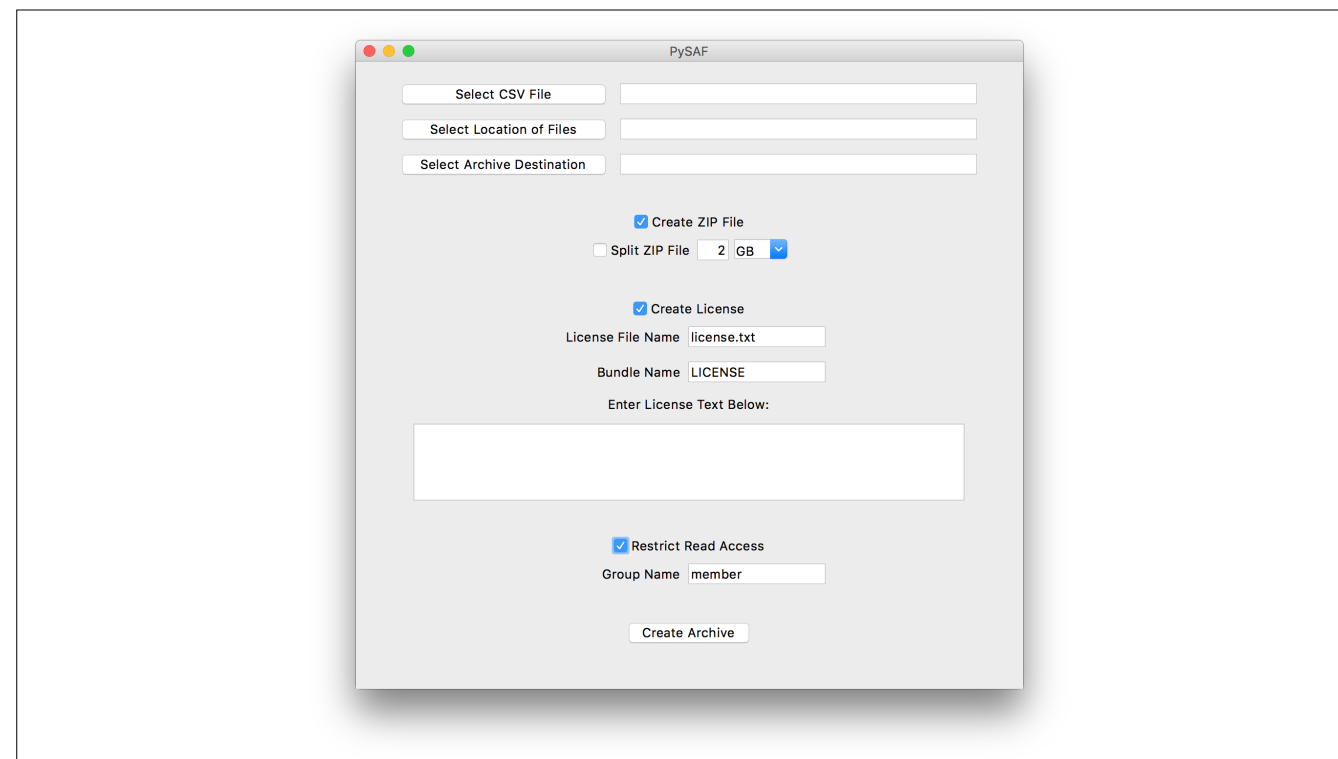 PySAF
Select CSV File
Select Location of Files
Select Archive Destination
Create ZIP File
Split ZIP File 2 GB
Create License
License File Name license.txt
Bundle Name LICENSE
Enter License Text Below:
Restrict Read Access
Group Name member
Create Archive